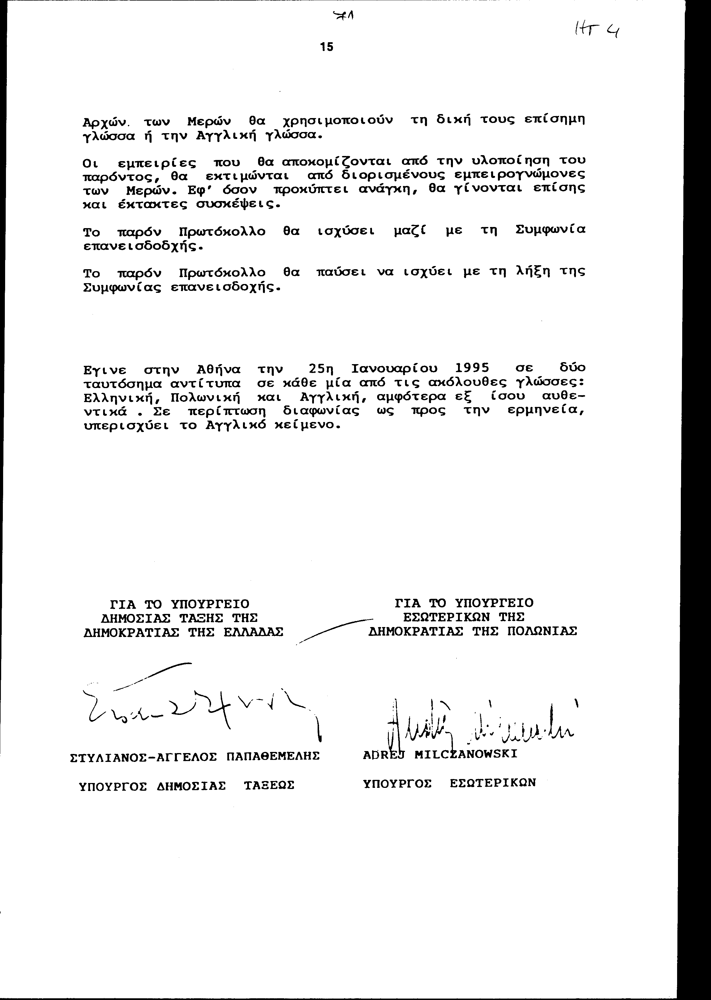 15
Αρχών. των Μερών θα χρησιμοποιούν τη δική τους επίσημη
γλώσσα ή την Αγγλική γλώσσα.
Οι εμπειρίες που θα αποκομίζονται από την υλοποίηση του
παρόντος, θα εκτιμώνται από διορισμένους εμπειρογνώμονες
των Μερών. Εφ' όσον προκύπτει ανάγκη, θα γίνονται επίσης
και έκτακτες συσκέψεις.
Το παρόν Πρωτόκολλο θα ισχύσει μαζί με τη Συμφωνία
επανεισδοδχής.
Το παρόν Πρωτόκολλο θα παύσει να ισχύει με τη λήξη της
Συμφωνίας επανεισδοχής.
Εγινε στην Αθήνα την 25η Ιανουαρίου 1995 σε δύο
ταυτόσημα αντίτυπα σε κάθε μία από τις ακόλουθες γλώσσες:
Ελληνική, Πολωνική και Αγγλική, αμφότερα εξ ίσου αυθε-
ντικά . Σε περίπτωση διαφωνίας ως προς την ερμηνεία,
υπερισχύει το Αγγλικό κείμενο.
ΓΙΑ ΤΟ ΥΠΟΥΡΓΕΙΟ
ΔΗΜΟΣΙΑΣ ΤΑΞΗΣ ΤΗΣ
ΔΗΜΟΚΡΑΤΙΑΣ ΤΗΣ ΕΛΛΑΔΑΣ
ΓΙΑ ΤΟ ΥΠΟΥΡΓΕΙΟ
ΕΣΩΤΕΡΙΚΩΝ ΤΗΣ
ΔΗΜΟΚΡΑΤΙΑΣ ΤΗΣ ΠΟΛΩΝΙΑΣ
ΣΤΥΛΙΑΝΟΣ-ΑΓΓΕΛΟΣ ΠΑΠΑΘΕΜΕΛΗΣ
ΥΠΟΥΡΓΟΣ ΔΗΜΟΣΙΑΣ ΤΑΞΕΩΣ
ADREJ MILCZANOWSKI
ΥΠΟΥΡΓΟΣ ΕΣΩΤΕΡΙΚΩΝ